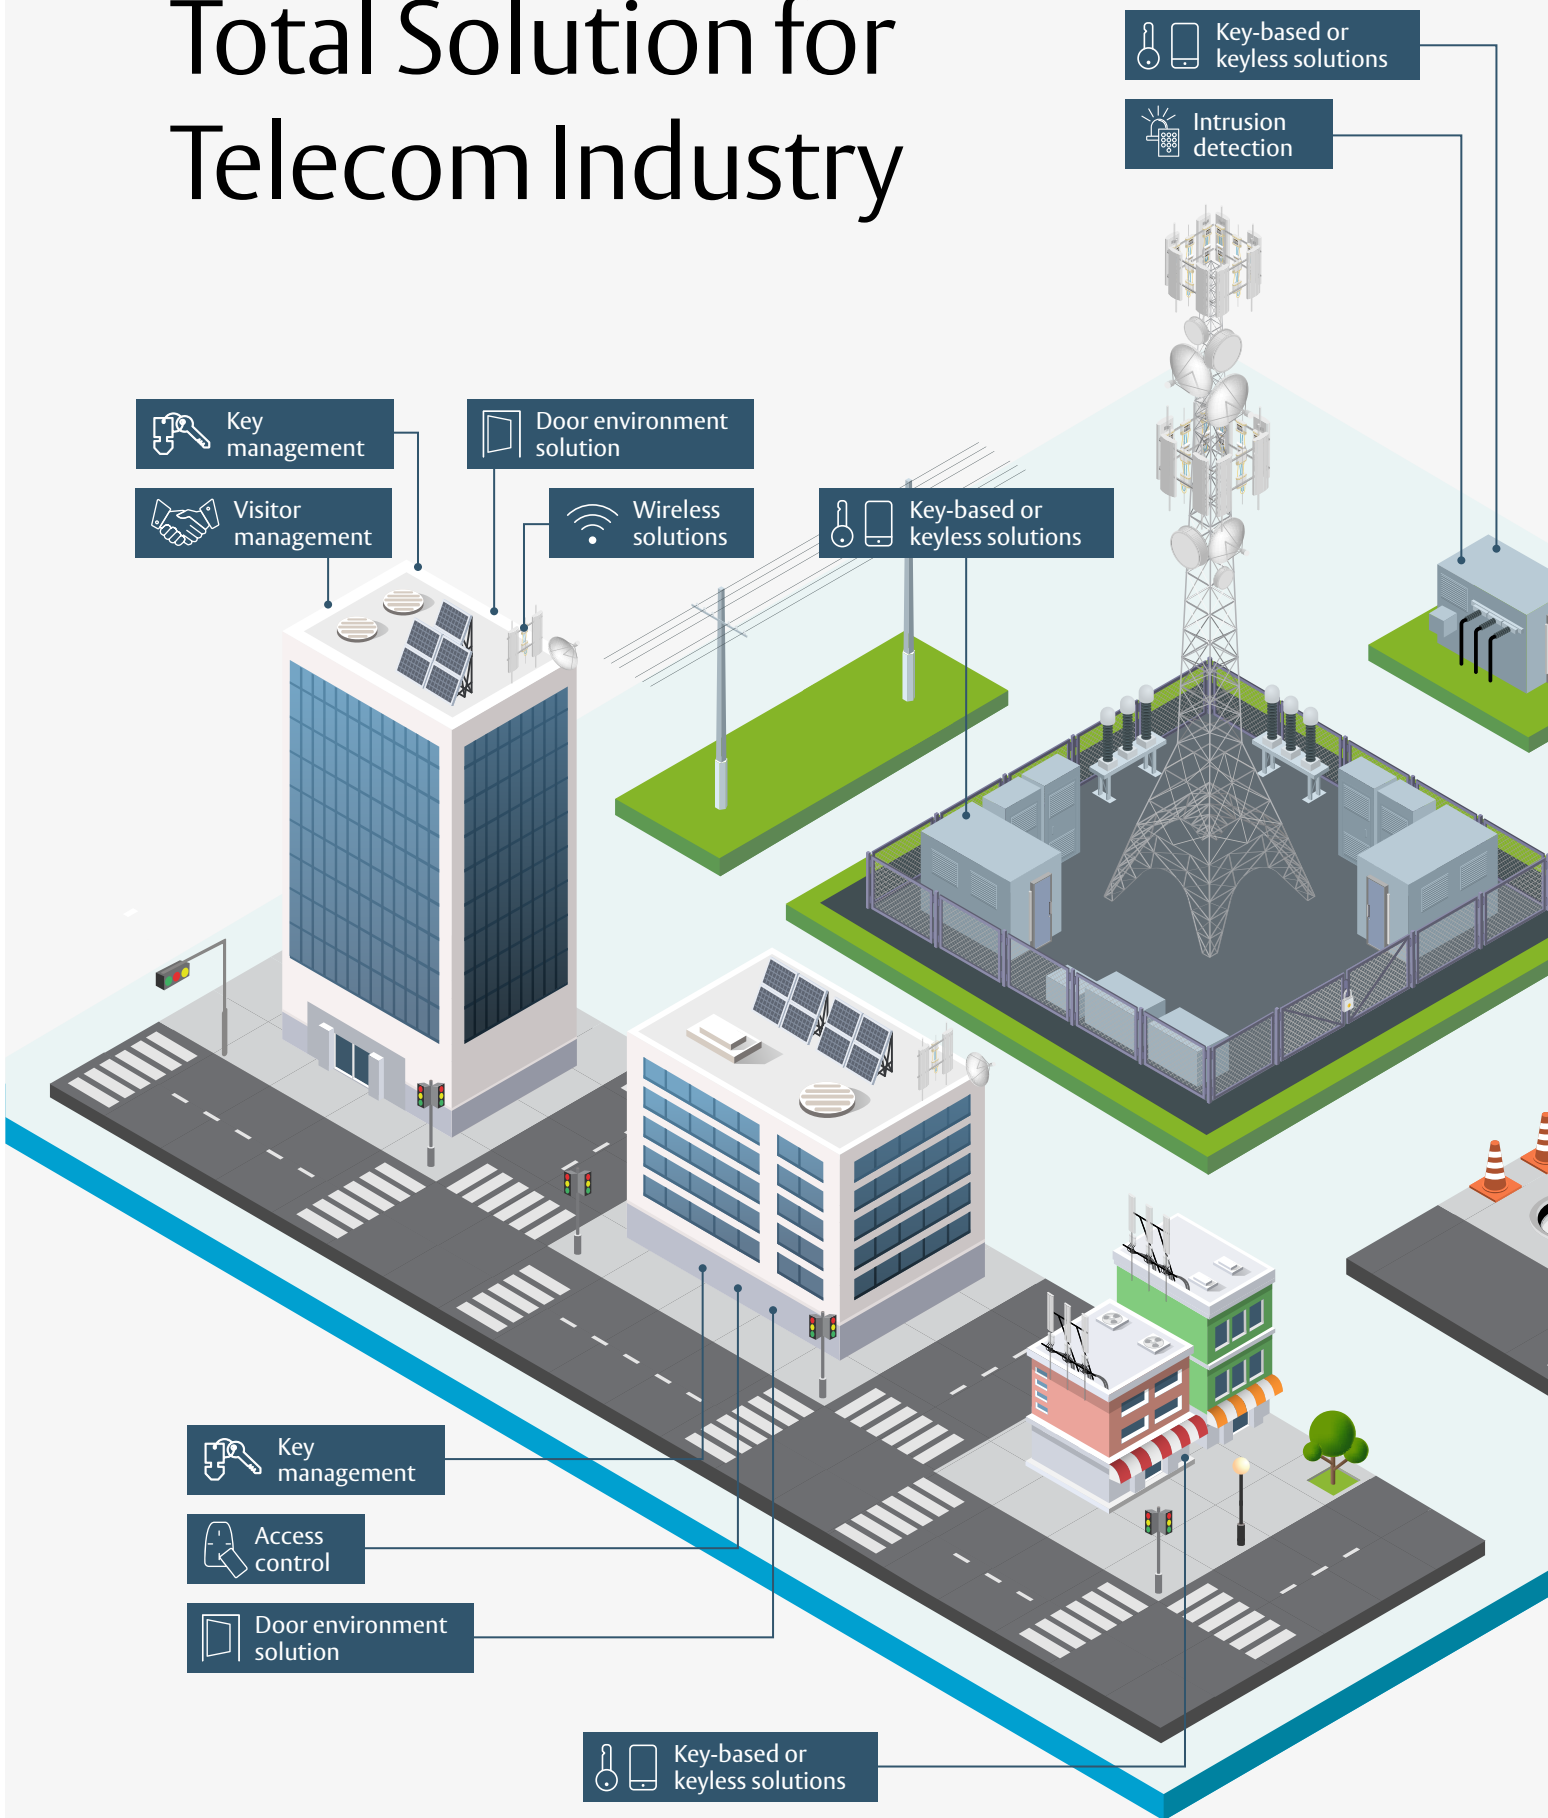 Total Solution for
Telecom Industry
Key-based or
keyless solutions
Intrusion
detection
Key
management
Door environment
solution
Visitor
management
Wireless
solutions
Key-based or
keyless solutions
Key
management
Access
control
Door environment
solution
Key-based or
keyless solutions